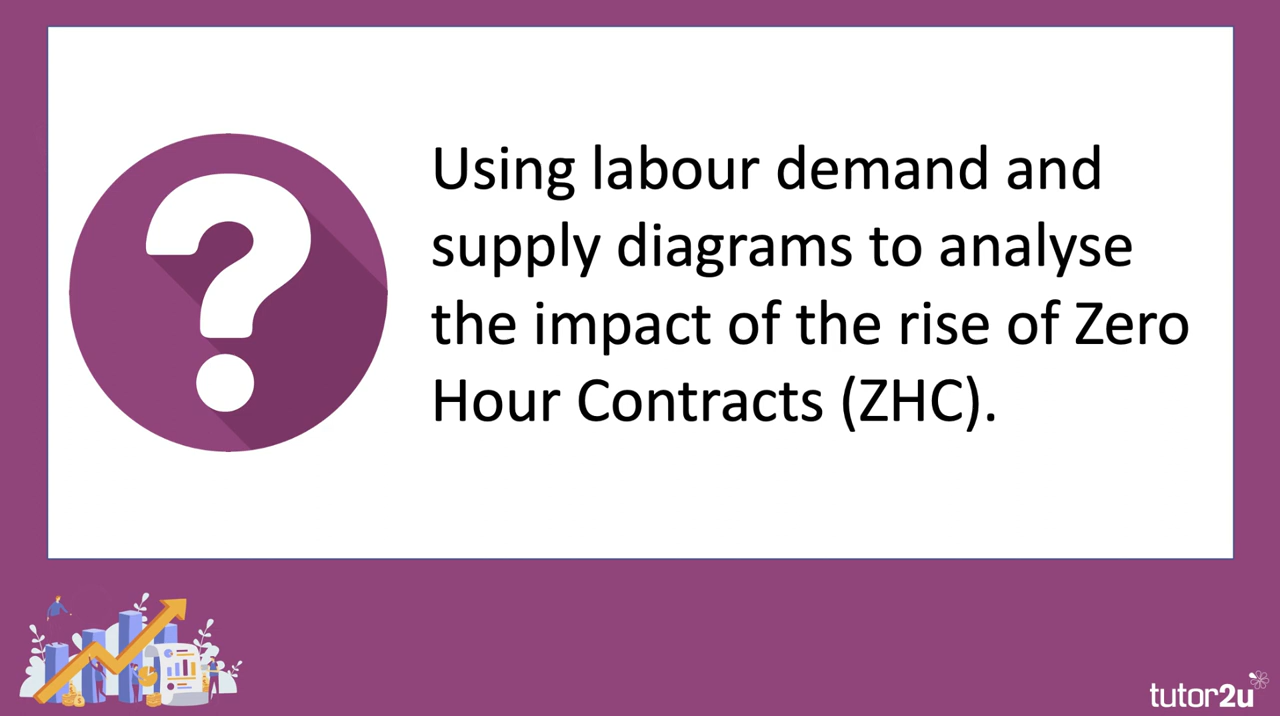 Using labour demand and
supply diagrams to analyse
the impact of the rise of Zero
Hour Contracts (ZHC).
tutor2u